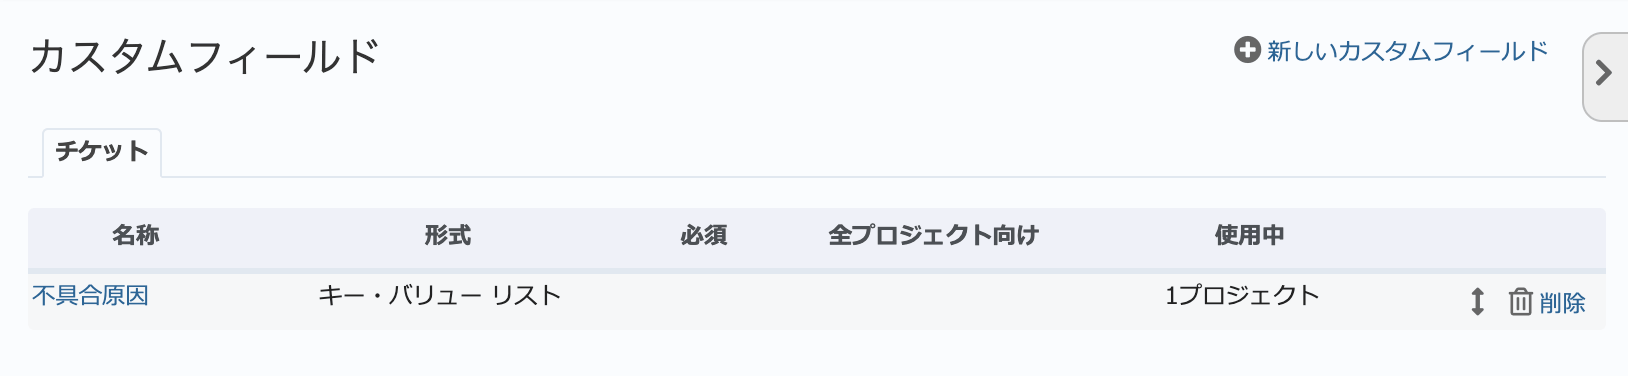 カスタムフィールド
新しいカスタムフィールド
チケット
名称 形式 必須 全プロジェクト向け 使用中
不具合原因 キー・バリュー リスト 1プロジェクト 削除